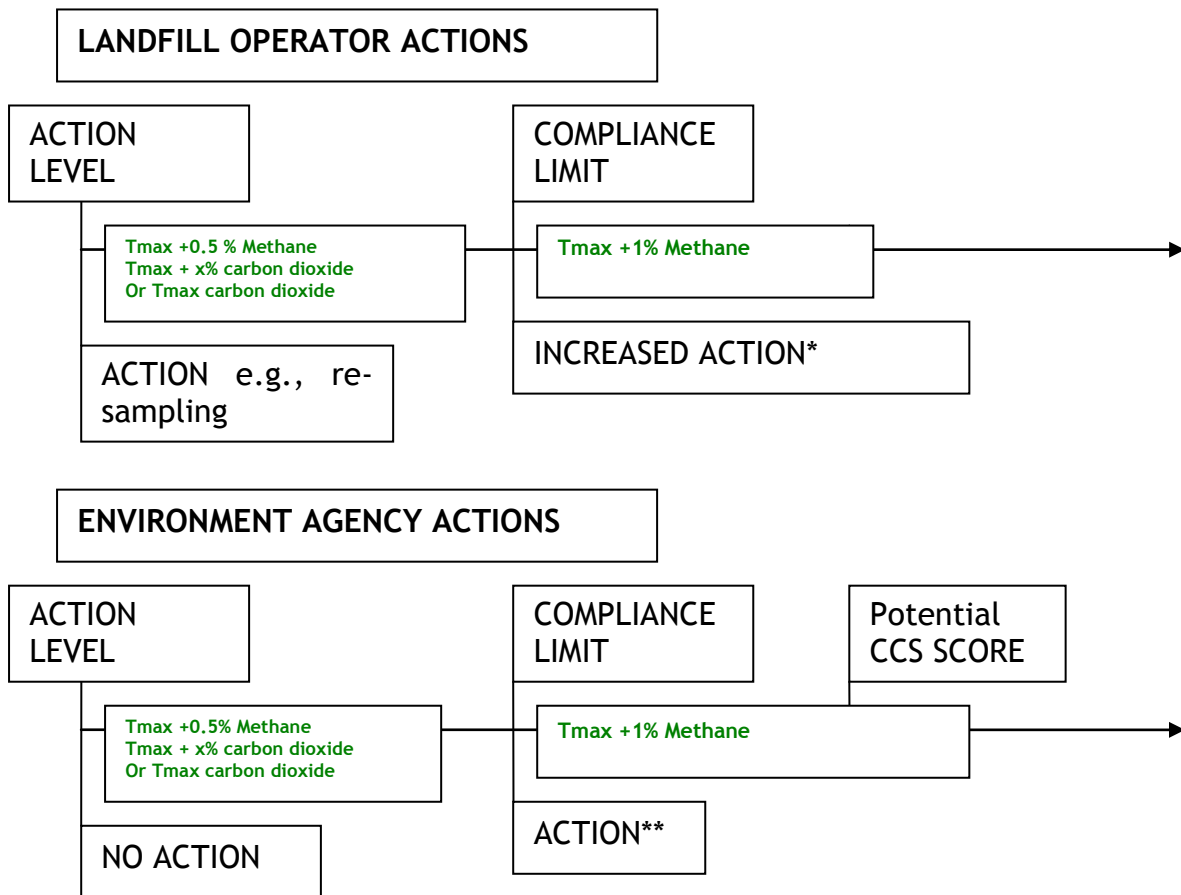 LANDFILL OPERATOR ACTIONS
ACTION
LEVEL
COMPLIANCE
LIMIT
Tmax +0.5 % Methane
Tmax + x% carbon dioxide
Or Tmax carbon dioxide
Tmax +1% Methane
INCREASED ACTION*
ACTION e.g., re-
sampling
ENVIRONMENT AGENCY ACTIONS
ACTION
LEVEL
COMPLIANCE
LIMIT
Potential
CCS SCORE
Tmax +0.5% Methane
Tmax + x% carbon dioxide
Or Tmax carbon dioxide
Tmax +1% Methane
ACTION**
NO ACTION